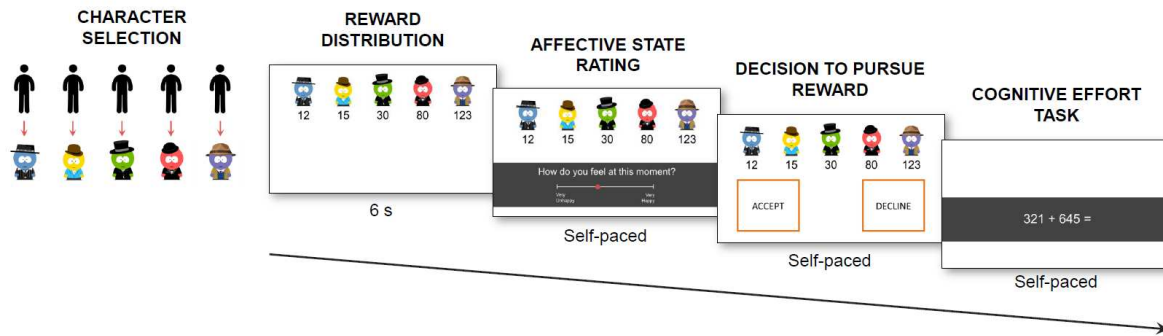 CHARACTER
SELECTION
REWARD
DISTRIBUTION
12 15 30 80 123
6 s
AFFECTIVE STATE
RATING
12 15 30 80 123
How do you feel at this moment?
Very
Unhappy
Very
Happy
Self-paced
DECISION TO PURSUE
REWARD
12 15 30 80 123
ACCEPT
DECLINE
Self-paced
COGNITIVE EFFORT
TASK
321 + 645 =
Self-paced